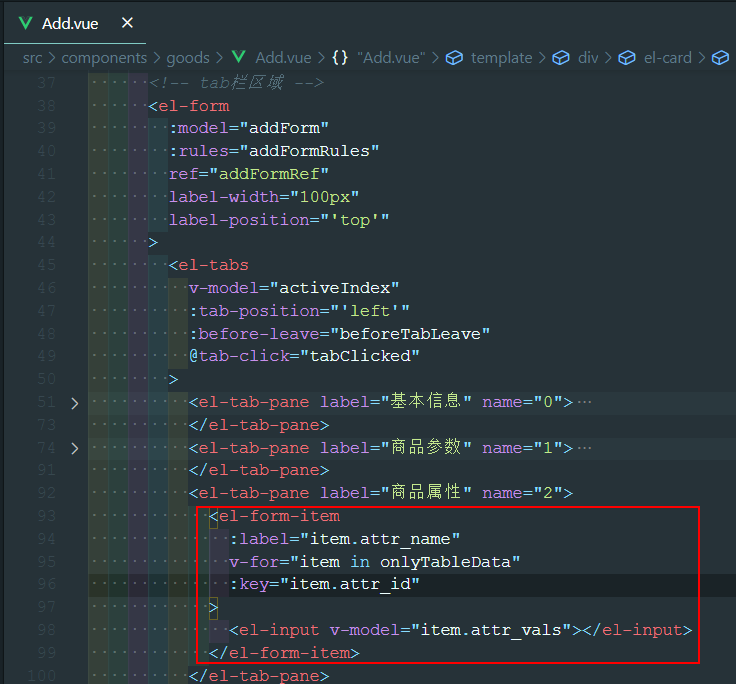 Add.vue ×
src > components > goods > Add.vue > {} "Add.vue" > template > div > el-card >
37 <!-- tab栏区域 -->
38 <el-form
39 :model="addForm"
40 :rules="addFormRules"
41 ref="addFormRef"
42 label-width="100px"
43 label-position="'top'"
44 >
45 <el-tabs
46 v-model="activeIndex"
47 :tab-position="'left'"
48 :before-leave="beforeTabLeave"
49 @tab-click="tabClicked"
50 >
51 <el-tab-pane label="基本信息" name="0">…
73 </el-tab-pane>
74 <el-tab-pane label="商品参数" name="1">…
91 </el-tab-pane>
92 <el-tab-pane label="商品属性" name="2">
93 <el-form-item
94 :label="item.attr_name"
95 v-for="item in onlyTableData"
96 :key="item.attr_id"
97 >
98 <el-input v-model="item.attr_vals"></el-input>
99 </el-form-item>
100 </el-tab-pane>